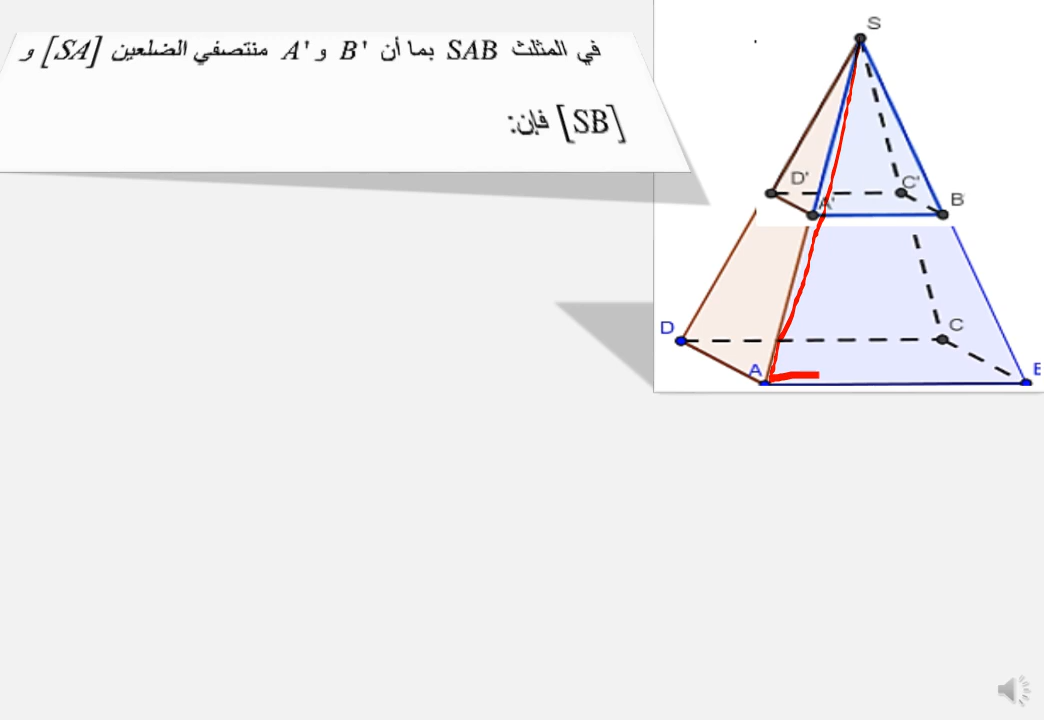 في المثلث SAB بما أن B' و A' منتصفي الضلعين [SA] و
[SB] فإن:
S
D'
C'
A'
B
D
C
A